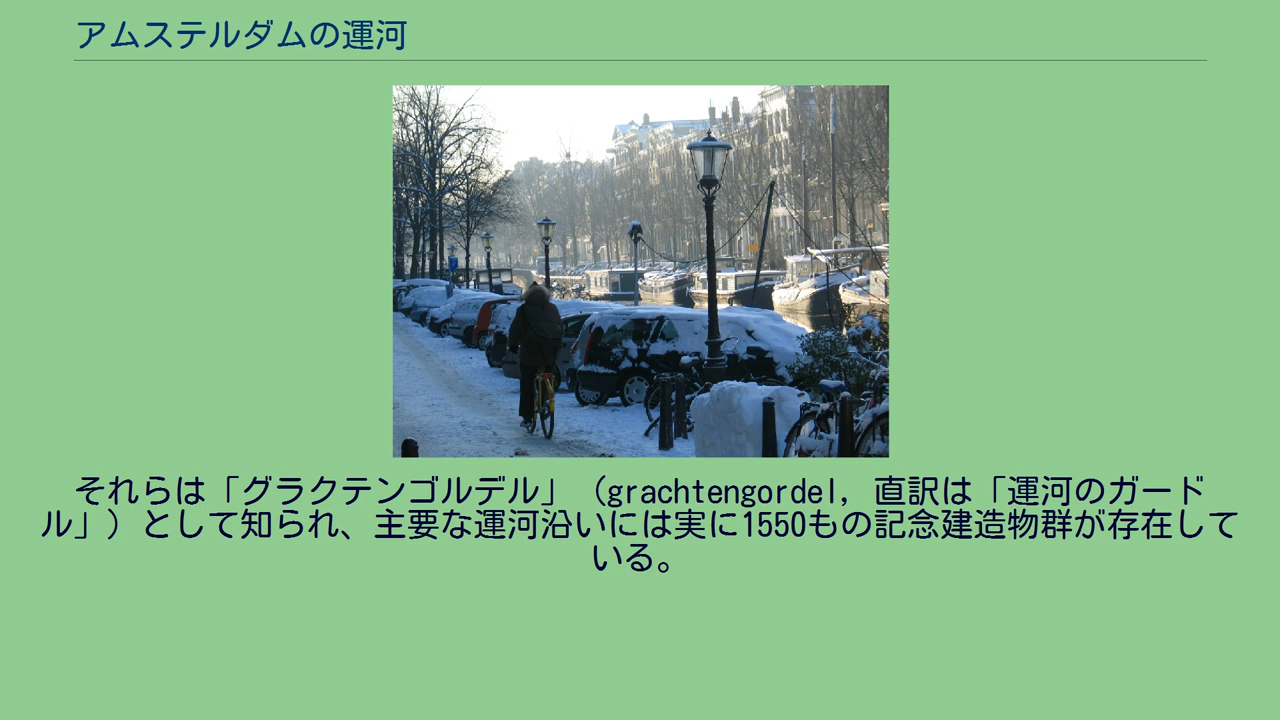 アムステルダムの運河
それらは「グラクテンゴルデル」（grachtengordel, 直訳は「運河のガード
ル」）として知られ、主要な運河沿いには実に1550もの記念建造物群が存在して
いる。